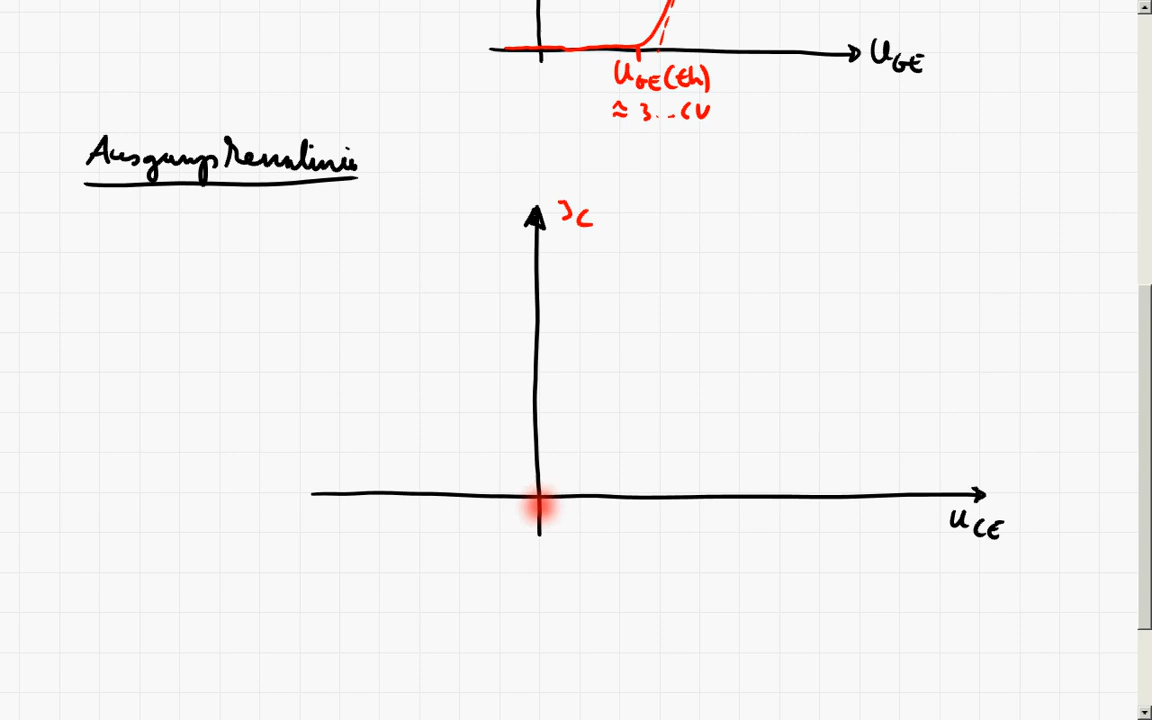 U_GE
U_GE(th)
≈ 3...6V
Ausgangskennlinie
I_C
U_CE